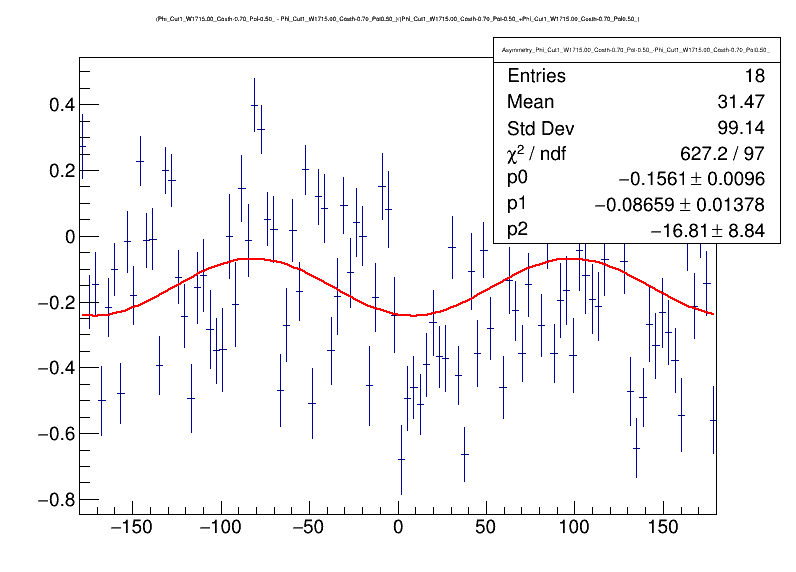 (Phi_Cut1_W1715.00_Costh-0.70_Pol-0.50_ - Phi_Cut1_W1715.00_Costh-0.70_Pol0.50_)/(Phi_Cut1_W1715.00_Costh-0.70_Pol-0.50_+Phi_Cut1_W1715.00_Costh-0.70_Pol0.50_)
Asymmetry_Phi_Cut1_W1715.00_Costh-0.70_Pol-0.50_-Phi_Cut1_W1715.00_Costh-0.70_Pol0.50_
Entries 18
Mean 31.47
Std Dev 99.14
χ² / ndf 627.2 / 97
p0 −0.1561 ± 0.0096
p1 −0.08659 ± 0.01378
p2 −16.81 ± 8.84
0.4
0.2
0
−0.2
−0.4
−0.6
−0.8
−150 −100 −50 0 50 100 150